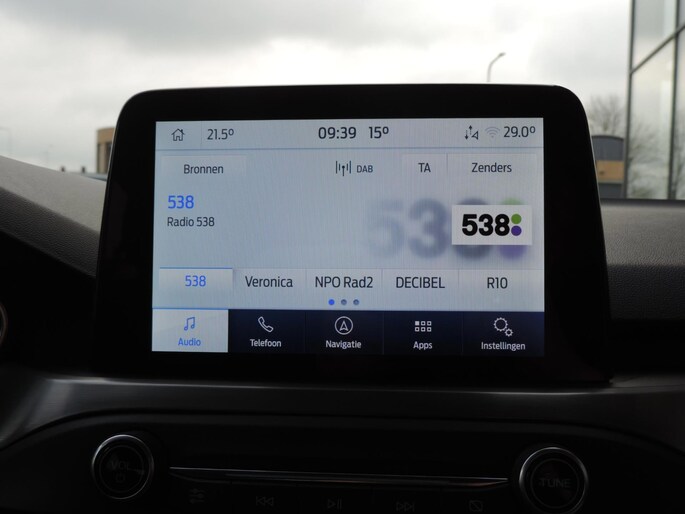 21.5° 09:39 15° 29.0°
Bronnen DAB TA Zenders
538
Radio 538
538
538 Veronica NPO Rad2 DECIBEL R10
Audio Telefoon Navigatie Apps Instellingen
VOL TUNE